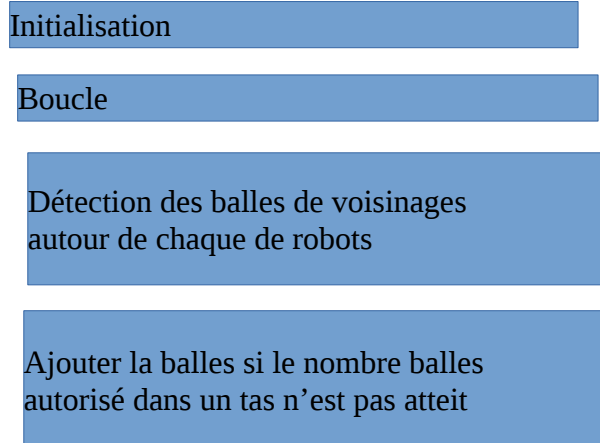 Initialisation
Boucle
Détection des balles de voisinages
autour de chaque de robots
Ajouter la balles si le nombre balles
autorisé dans un tas n’est pas atteit